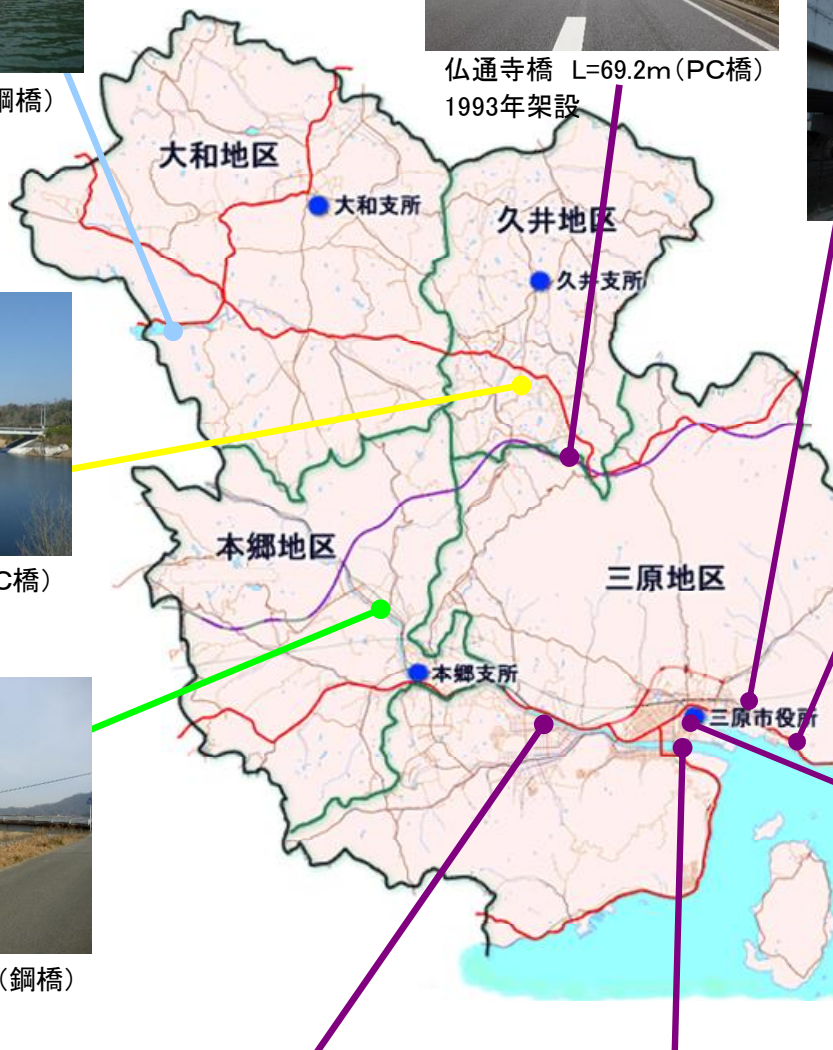 鋼橋）
仏通寺橋　L=69.2m（PC橋）
1993年架設
大和地区
大和支所
久井地区
久井支所
C橋）
本郷地区
三原地区
本郷支所
三原市役所
（鋼橋）